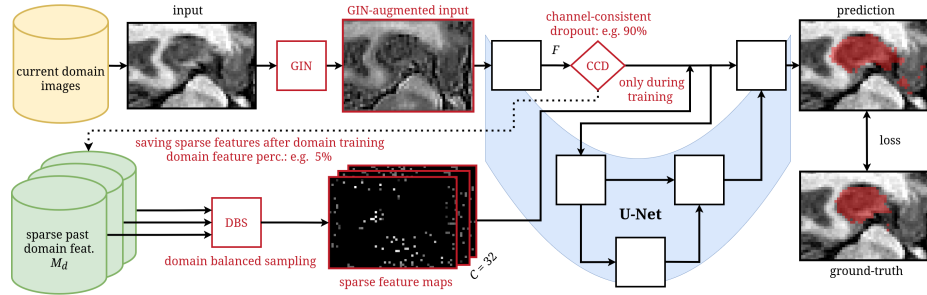 input
GIN-augmented input
channel-consistent
dropout: e.g. 90%
prediction
current domain
images
GIN
F
CCD
only during
training
loss
saving sparse features after domain training
domain feature perc.: e.g. 5%
sparse past
domain feat.
M_d
DBS
domain balanced sampling
sparse feature maps
C = 32
U-Net
ground-truth